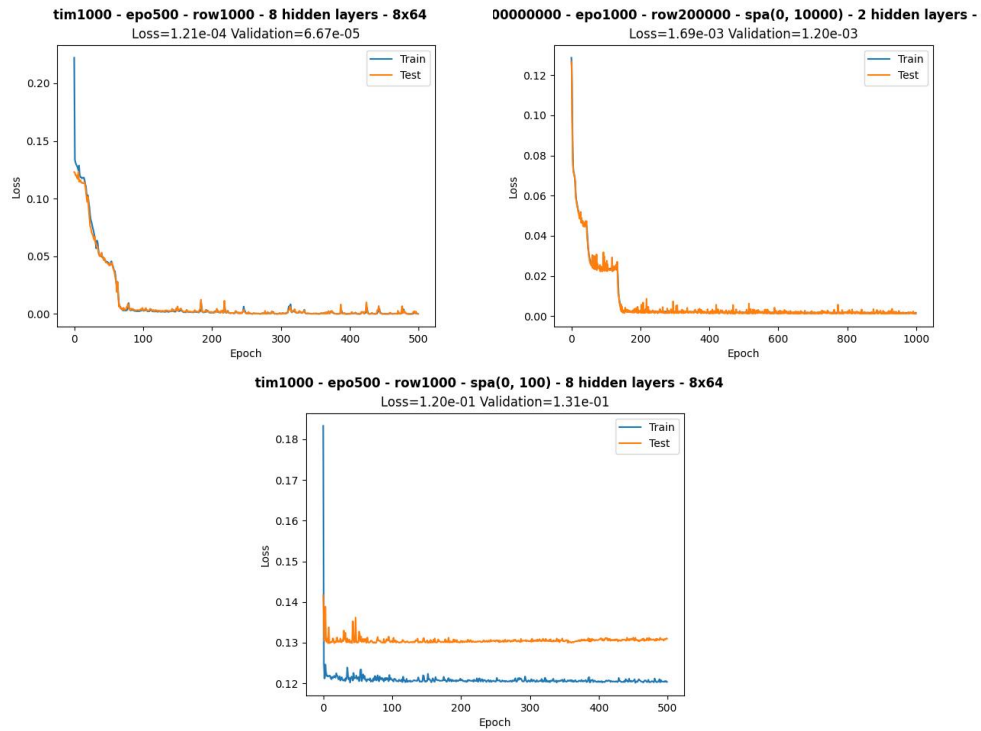 tim1000 - epo500 - row1000 - 8 hidden layers - 8x64
Loss=1.21e-04 Validation=6.67e-05
Train
Test
0.20
0.15
0.10
0.05
0.00
Loss
0 100 200 300 400 500
Epoch
00000000 - epo1000 - row200000 - spa(0, 10000) - 2 hidden layers -
Loss=1.69e-03 Validation=1.20e-03
Train
Test
0.12
0.10
0.08
0.06
0.04
0.02
0.00
Loss
0 200 400 600 800 1000
Epoch
tim1000 - epo500 - row1000 - spa(0, 100) - 8 hidden layers - 8x64
Loss=1.20e-01 Validation=1.31e-01
Train
Test
0.18
0.17
0.16
0.15
0.14
0.13
0.12
Loss
0 100 200 300 400 500
Epoch